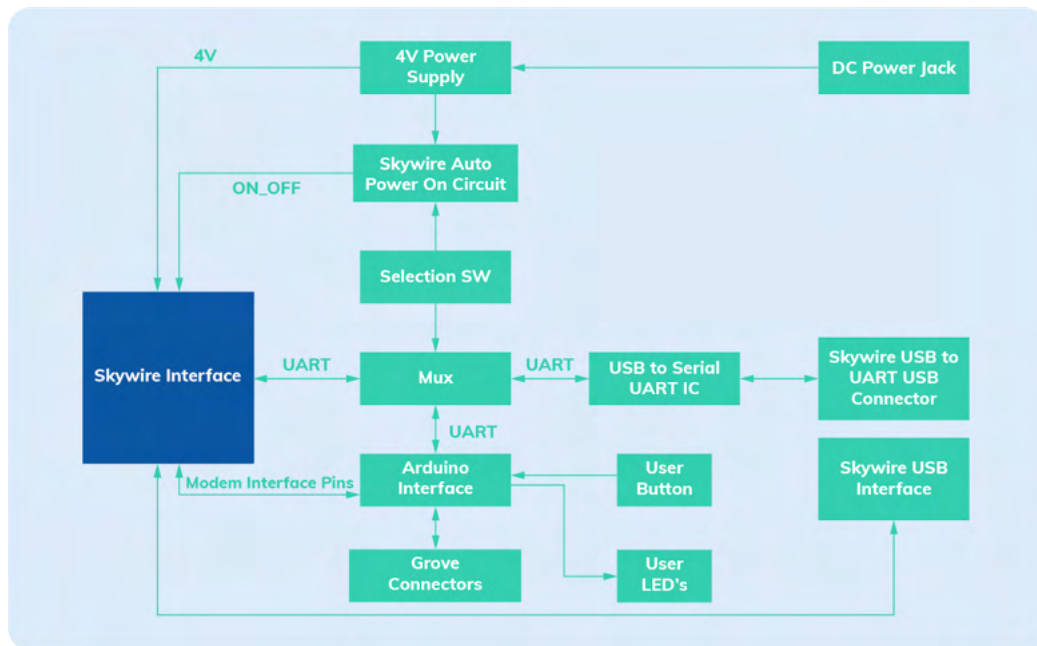 4V
4V Power
Supply
DC Power Jack
Skywire Auto
Power On Circuit
ON_OFF
Selection SW
Skywire Interface
UART
Mux
UART
USB to Serial
UART IC
Skywire USB to
UART USB
Connector
UART
Modem Interface Pins
Arduino
Interface
User
Button
Skywire USB
Interface
Grove
Connectors
User
LED's